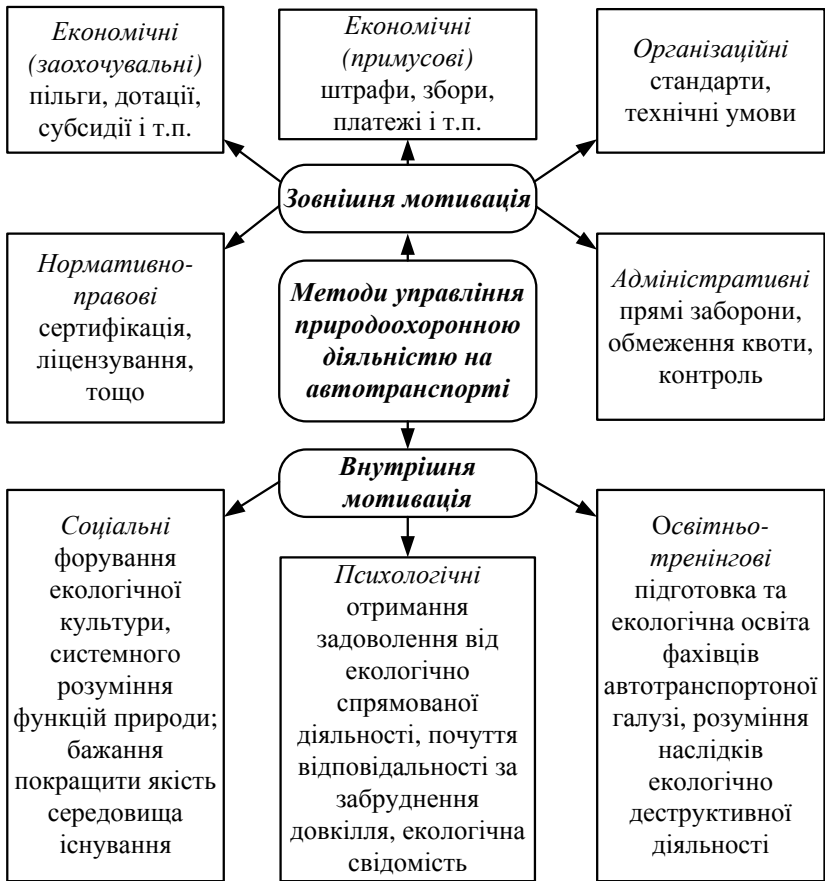 Економічні
(заохочувальні)
пільги, дотації,
субсидії і т.п.
Економічні
(примусові)
штрафи, збори,
платежі і т.п.
Організаційні
стандарти,
технічні умови
Зовнішня мотивація
Нормативно-
правові
сертифікація,
ліцензування,
тощо
Методи управління
природоохоронною
діяльністю на
автотранспорті
Адміністративні
прямі заборони,
обмеження квоти,
контроль
Внутрішня
мотивація
Соціальні
форування
екологічної
культури,
системного
розуміння
функцій природи;
бажання
покращити якість
середовища
існування
Психологічні
отримання
задоволення від
екологічно
спрямованої
діяльності, почуття
відповідальності за
забруднення
довкілля, екологічна
свідомість
Освітньо-
тренінгові
підготовка та
екологічна освіта
фахівців
автотранспортоної
галузі, розуміння
наслідків
екологічно
деструктивної
діяльності